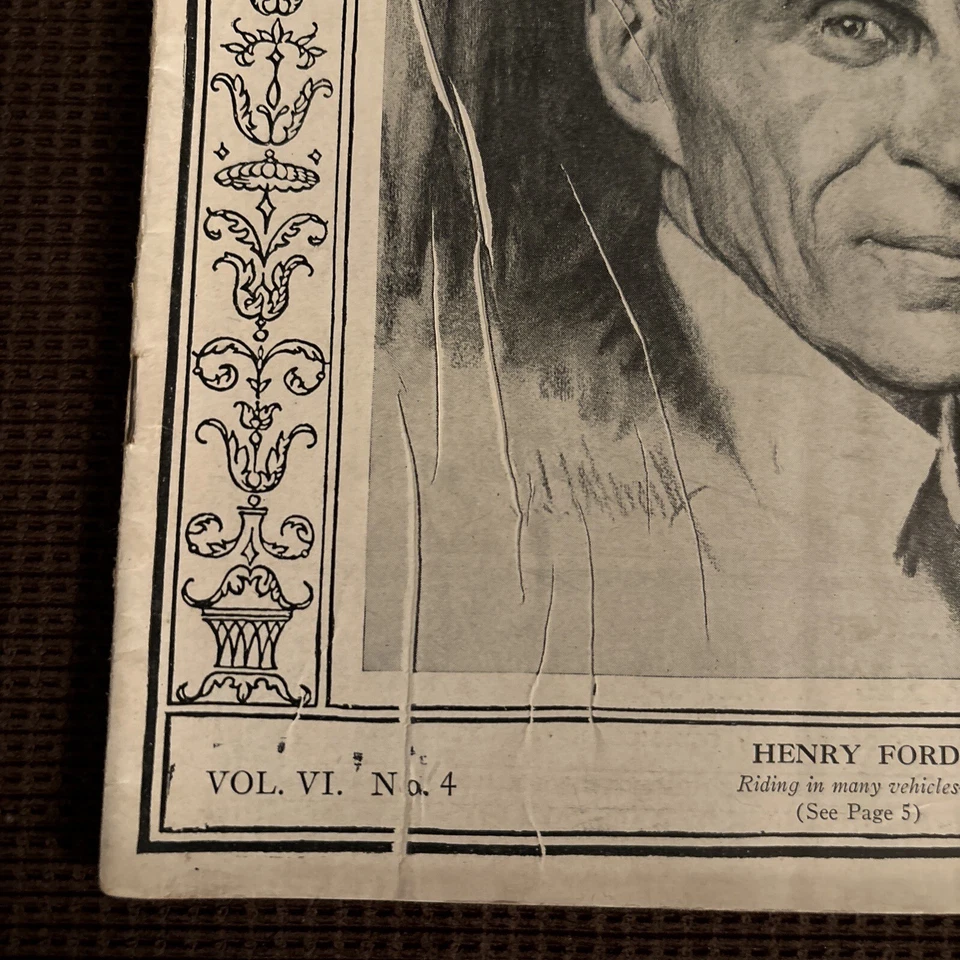 VOL. VI. No. 4
HENRY FORD
Riding in many vehicles
(See Page 5)